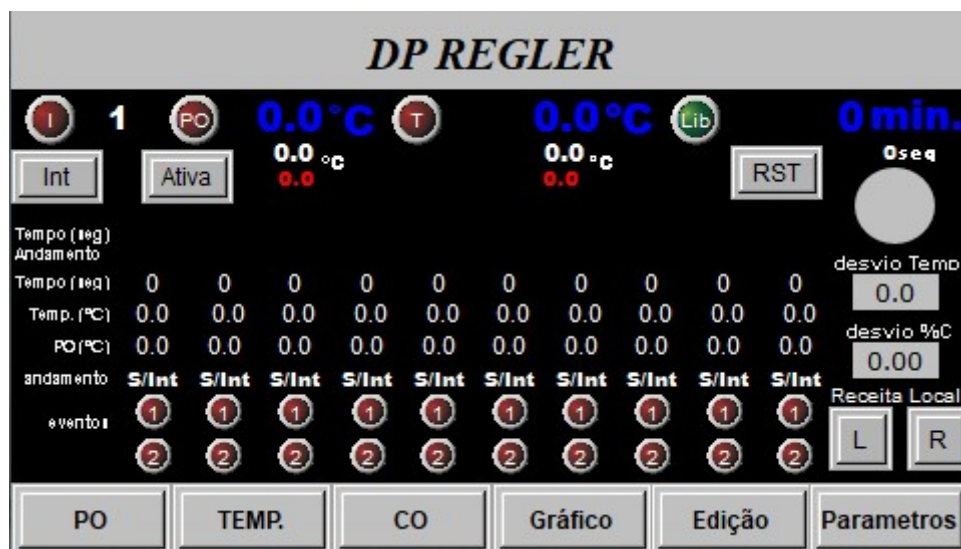 DP REGLER
I 1 PO 0.0°C T 0.0°C Lib 0 min.
Int Ativa 0.0 °C 0.0 °C RST 0seq
0.0 0.0
Tempo (seg)
Andamento
desvio Temp
Tempo (seg) 0 0 0 0 0 0 0 0 0 0
0.0
Temp. (ºC) 0.0 0.0 0.0 0.0 0.0 0.0 0.0 0.0 0.0 0.0
desvio %C
PO (ºC) 0.0 0.0 0.0 0.0 0.0 0.0 0.0 0.0 0.0 0.0
0.00
andamento S/Int S/Int S/Int S/Int S/Int S/Int S/Int S/Int S/Int S/Int
Receita Local
eventos 1 1 1 1 1 1 1 1 1 1
L R
2 2 2 2 2 2 2 2 2 2
PO TEMP. CO Gráfico Edição Parametros